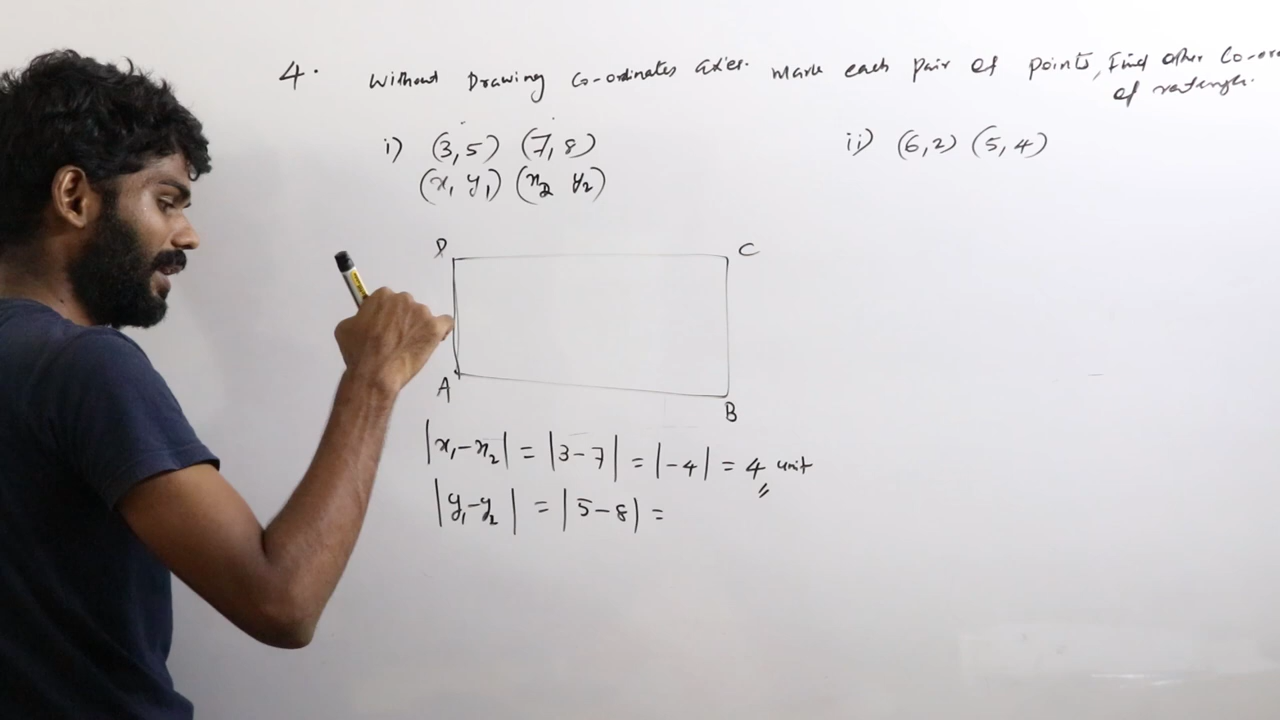 4. Without Drawing Co-ordinates axies. Mark each pair of points, Find other Co-or
of rectangle.
i) (3,5) (7,8)
ii) (6,2) (5,4)
(x₁ y₁) (x₂ y₂)
D C
A B
|x₁-x₂| = |3-7| = |-4| = 4 unit
|y₁-y₂| = |5-8| =